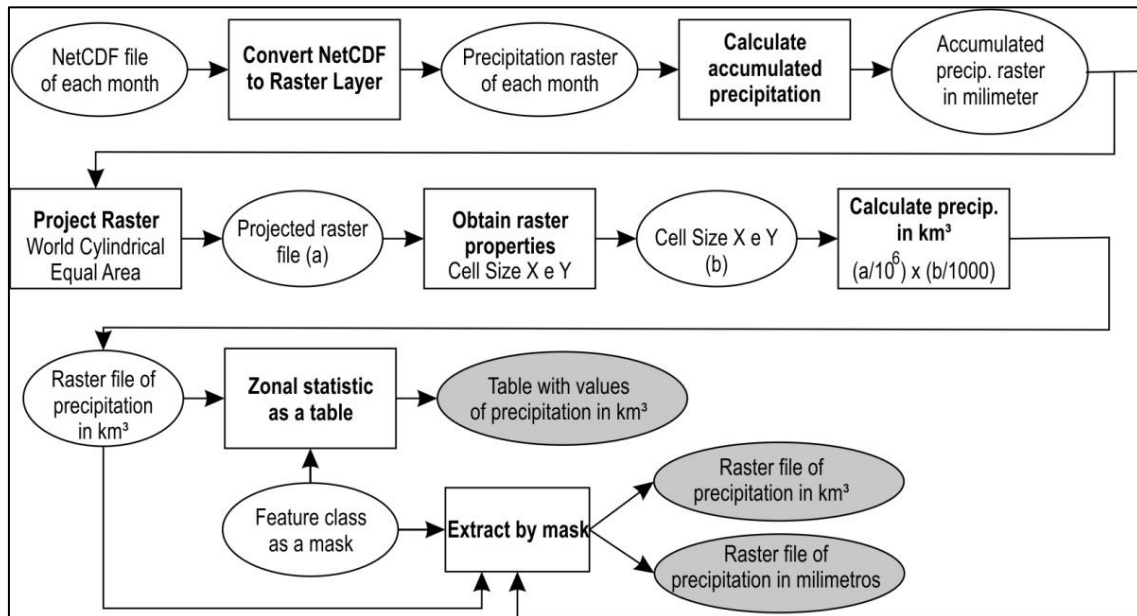 NetCDF file
of each month
Convert NetCDF
to Raster Layer
Precipitation raster
of each month
Calculate
accumulated
precipitation
Accumulated
precip. raster
in milimeter
Project Raster
World Cylindrical
Equal Area
Projected raster
file (a)
Obtain raster
properties
Cell Size X e Y
Cell Size X e Y
(b)
Calculate precip.
in km³
(a/10⁶) x (b/1000)
Raster file of
precipitation
in km³
Zonal statistic
as a table
Table with values
of precipitation in km³
Feature class
as a mask
Extract by mask
Raster file of
precipitation in km³
Raster file of
precipitation in milimetros